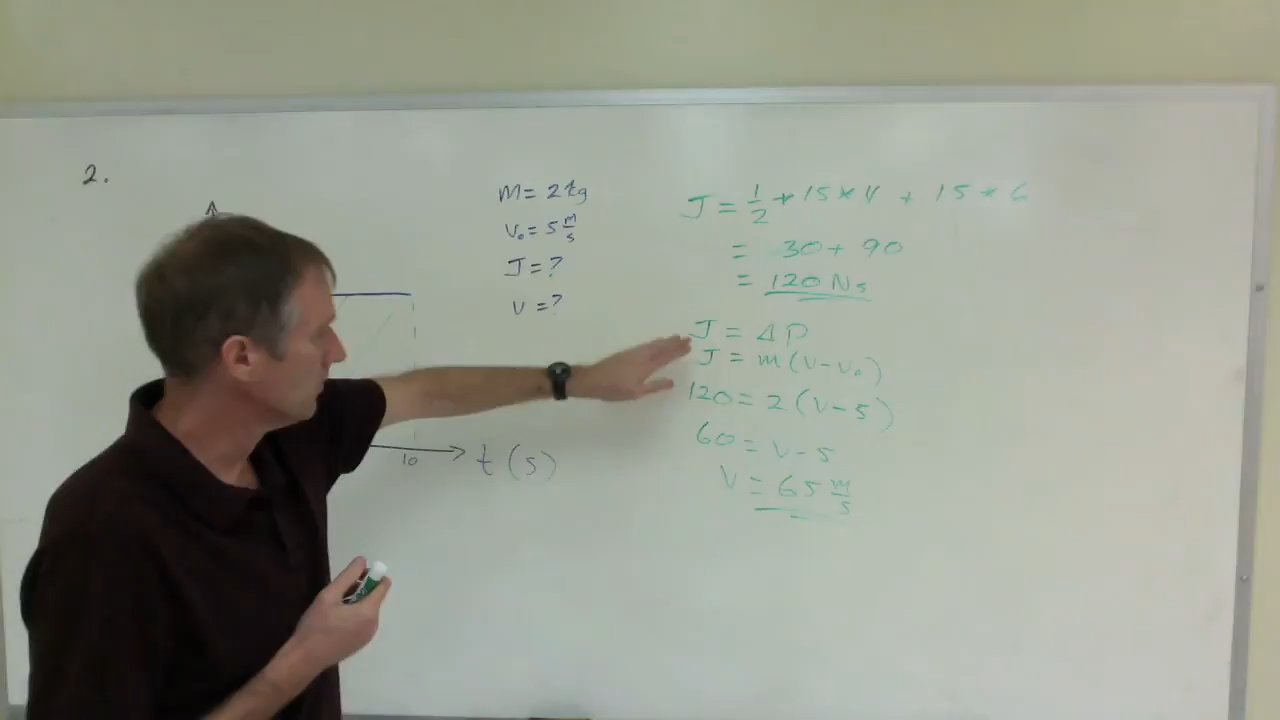 2.
m = 2 kg
v₀ = 5 m/s
J = ?
v = ?
10
t (s)
J = 1/2 * 15 * 4 + 15 * 6
= 30 + 90
= 120 Ns
J = Δ P
J = m (v - v₀)
120 = 2 (v - 5)
60 = v - 5
v = 65 m/s